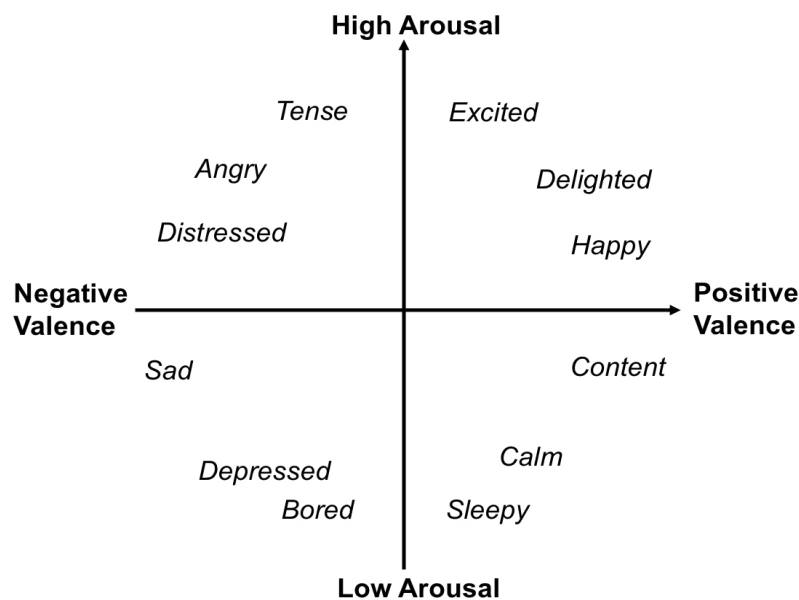 High Arousal
Tense
Excited
Angry
Delighted
Distressed
Happy
Negative
Valence
Positive
Valence
Sad
Content
Calm
Depressed
Bored
Sleepy
Low Arousal